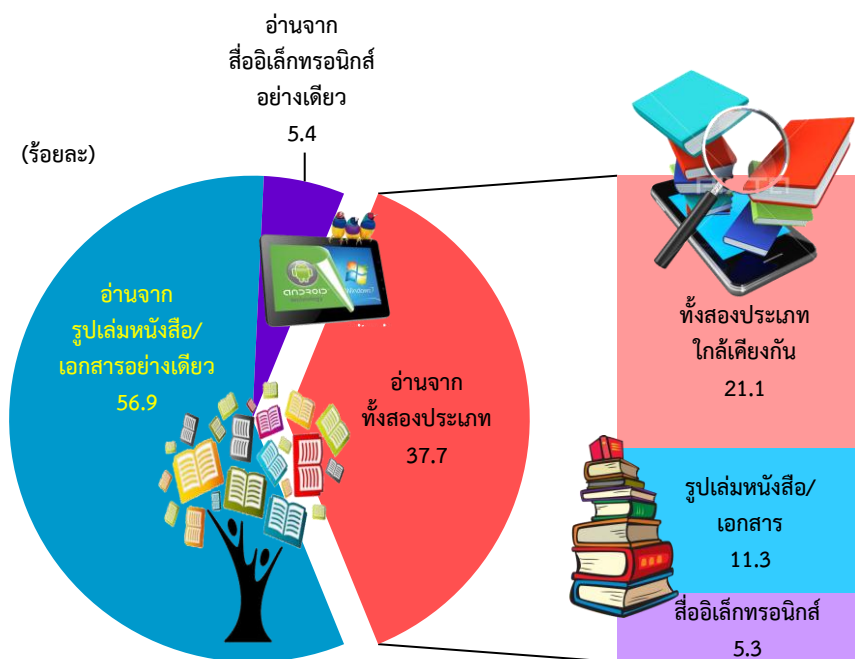 อ่านจาก
สื่ออิเล็กทรอนิกส์
อย่างเดียว
5.4
(ร้อยละ)
อ่านจาก
รูปเล่มหนังสือ/
เอกสารอย่างเดียว
56.9
android
Windows7
อ่านจาก
ทั้งสองประเภท
37.7
ทั้งสองประเภท
ใกล้เคียงกัน
21.1
รูปเล่มหนังสือ/
เอกสาร
11.3
สื่ออิเล็กทรอนิกส์
5.3